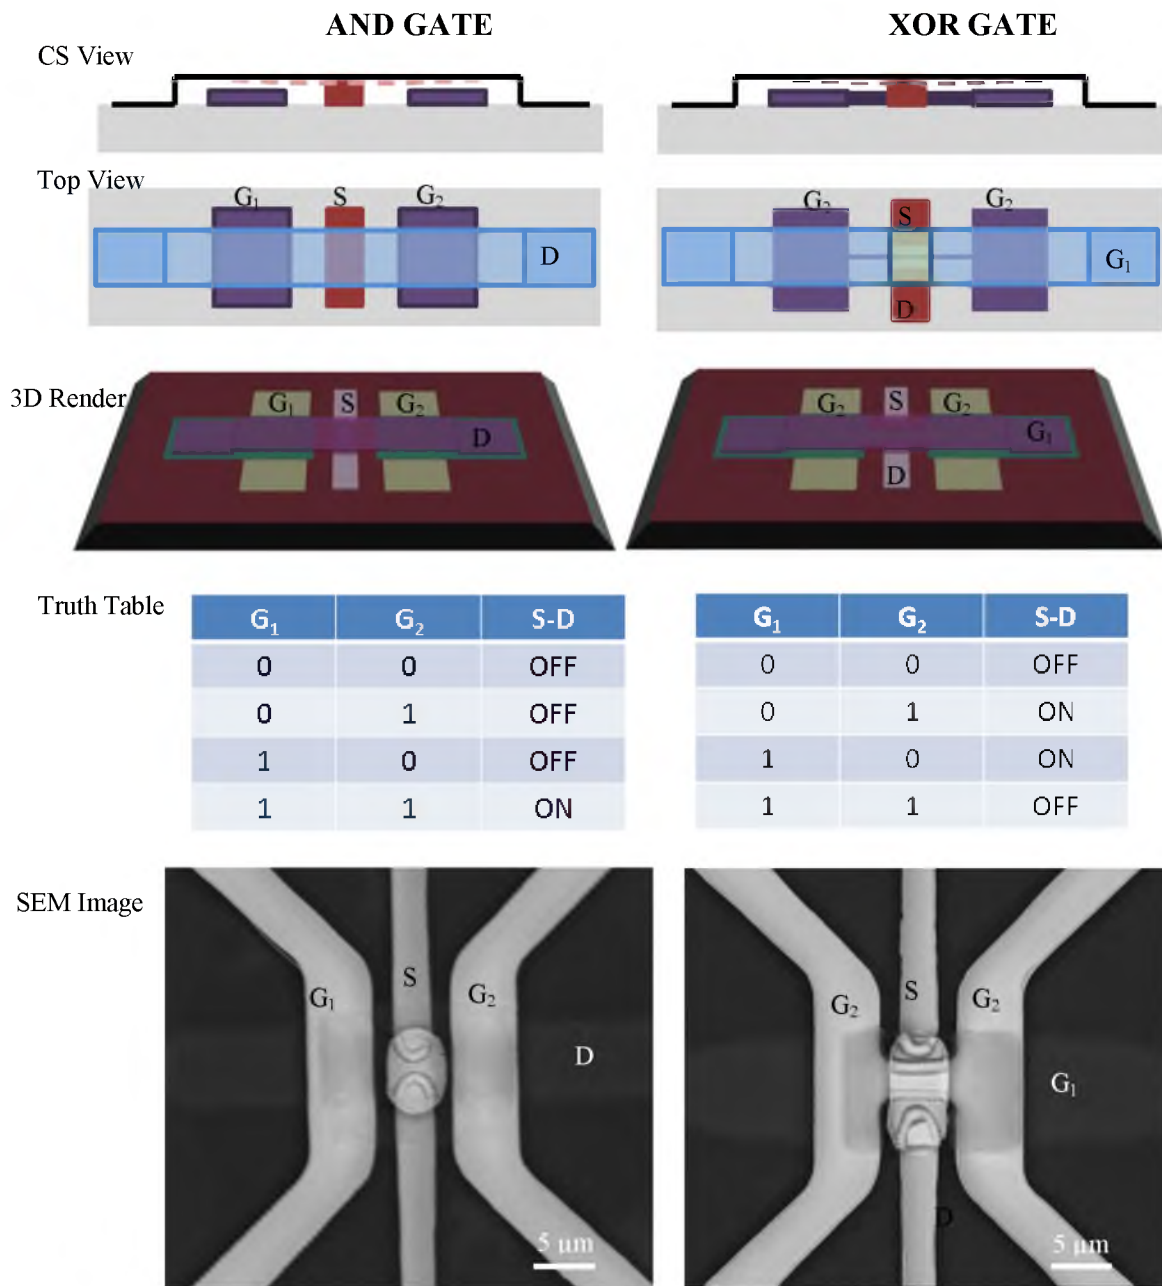 AND GATE XOR GATE
CS View
Top View
G₁ S G₂
D
G₂ S G₂
G₁
D
3D Render
G₁ S G₂
D
G₂ S G₂
G₁
D
Truth Table
G₁ G₂ S-D
0 0 OFF
0 1 OFF
1 0 OFF
1 1 ON
G₁ G₂ S-D
0 0 OFF
0 1 ON
1 0 ON
1 1 OFF
SEM Image
S
G₁ G₂
D
5 µm
S
G₂ G₂
G₁
D
5 µm